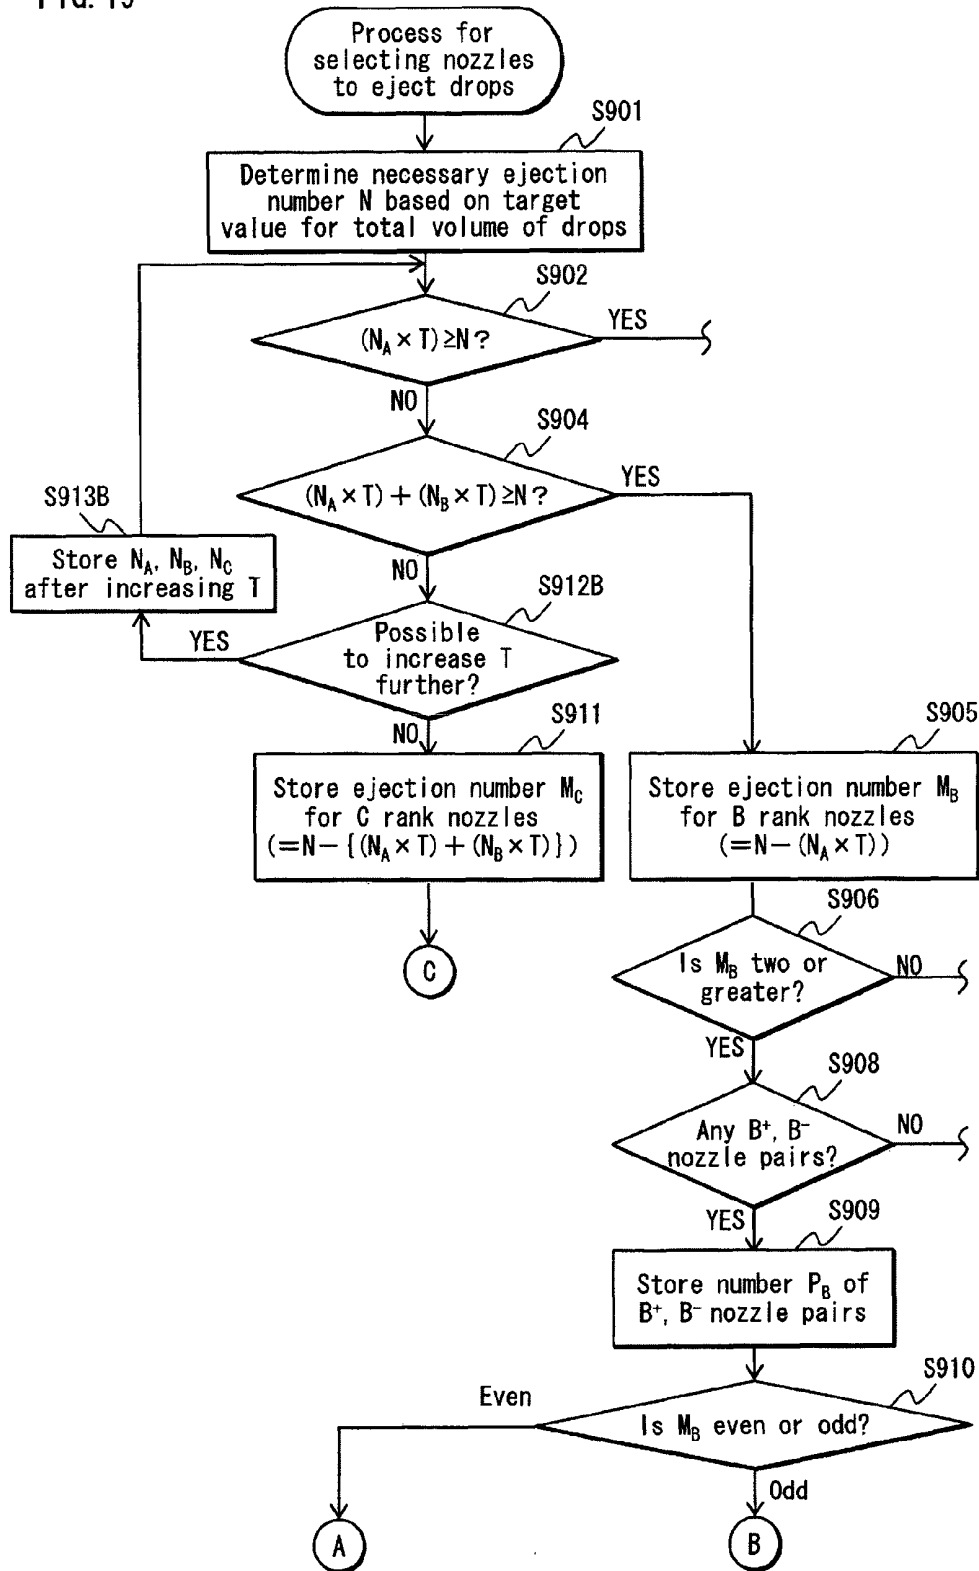 FIG. 19
Process for
selecting nozzles
to eject drops
S901
Determine necessary ejection
number N based on target
value for total volume of drops
S902
(N_A × T) ≥N ?
YES
NO
S904
(N_A × T) + (N_B × T) ≥N ?
YES
NO
S913B
Store N_A, N_B, N_C
after increasing T
S912B
Possible
to increase T
further?
YES
NO
S911
Store ejection number M_C
for C rank nozzles
(=N− {(N_A × T) + (N_B × T)})
C
S905
Store ejection number M_B
for B rank nozzles
(=N− (N_A × T))
S906
Is M_B two or
greater?
NO
YES
S908
Any B⁺, B⁻
nozzle pairs?
NO
YES
S909
Store number P_B of
B⁺, B⁻ nozzle pairs
S910
Is M_B even or odd?
Even
Odd
A
B